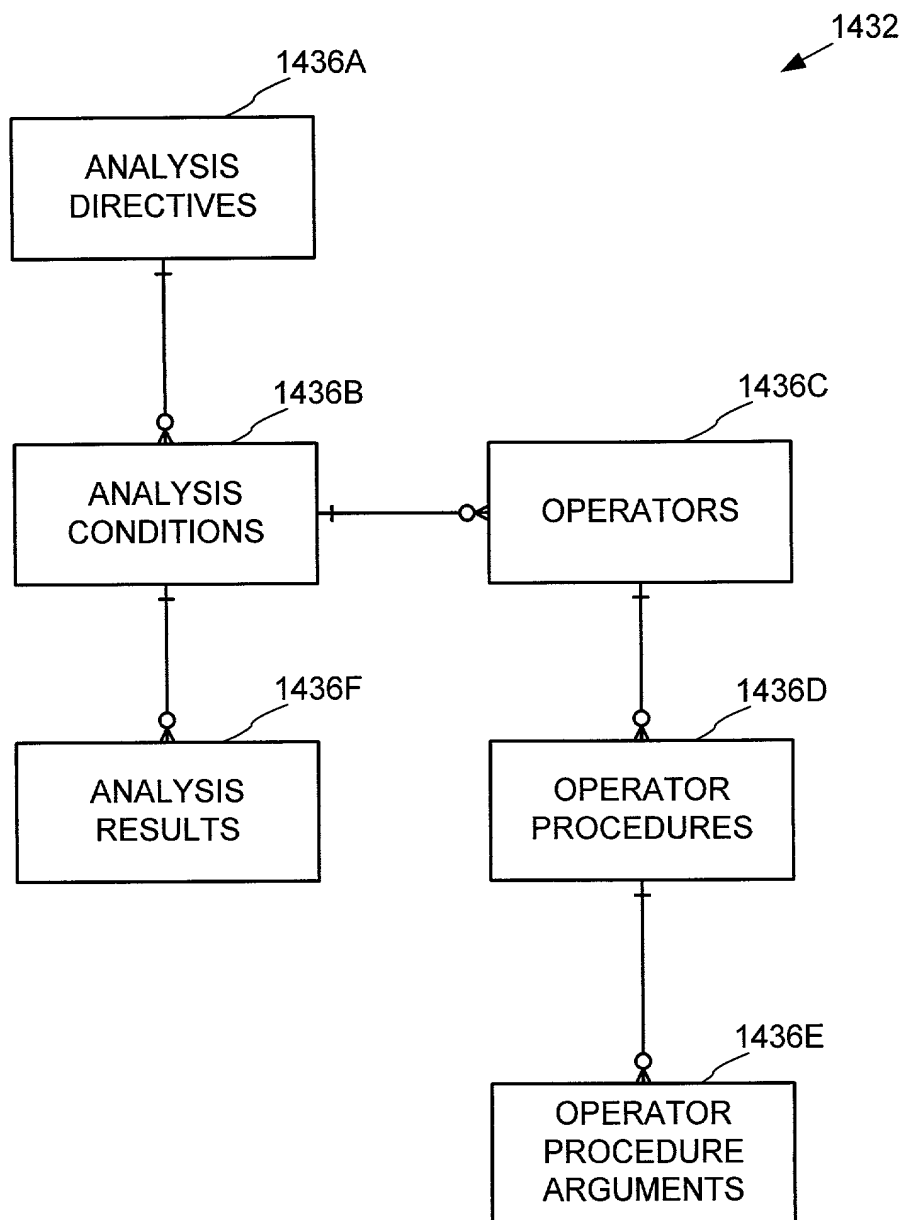 1432
1436A
ANALYSIS
DIRECTIVES
1436B
ANALYSIS
CONDITIONS
1436C
OPERATORS
1436F
ANALYSIS
RESULTS
1436D
OPERATOR
PROCEDURES
1436E
OPERATOR
PROCEDURE
ARGUMENTS